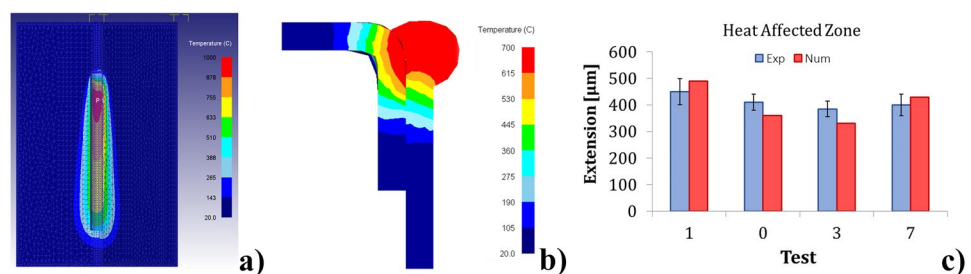 Temperature (C)
1000
878
755
633
510
388
265
143
20.0
P
a)
Temperature (C)
700
615
530
445
360
275
190
105
20.0
b)
Heat Affected Zone
Exp
Num
Extension [µm]
600
500
400
300
200
100
0
1 0 3 7
Test
c)